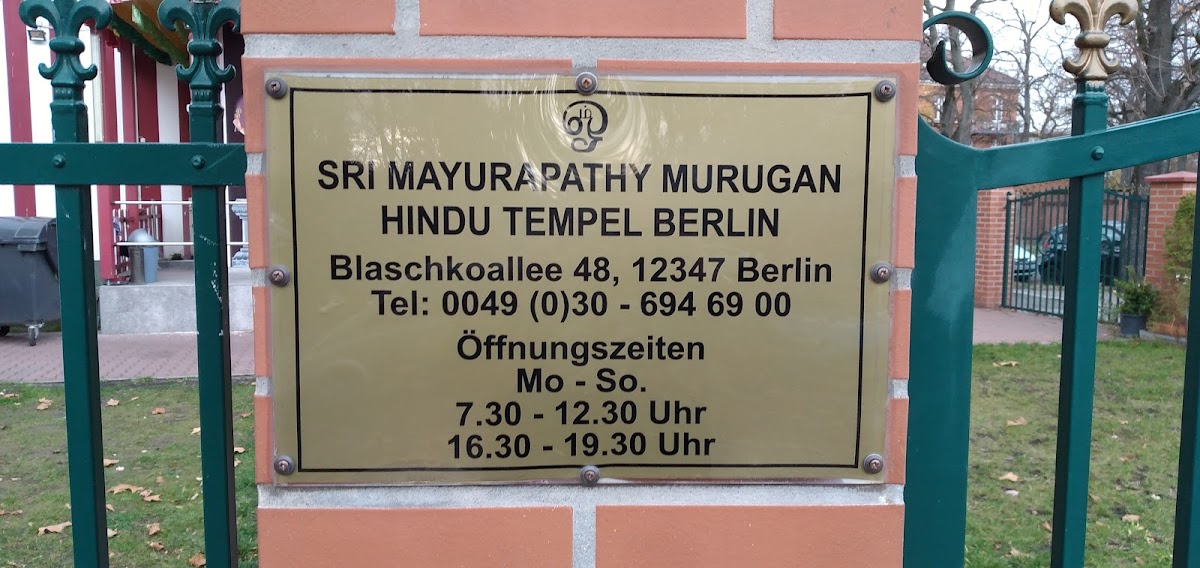 ஓம்
SRI MAYURAPATHY MURUGAN
HINDU TEMPEL BERLIN
Blaschkoallee 48, 12347 Berlin
Tel: 0049 (0)30 - 694 69 00
Öffnungszeiten
Mo - So.
7.30 - 12.30 Uhr
16.30 - 19.30 Uhr